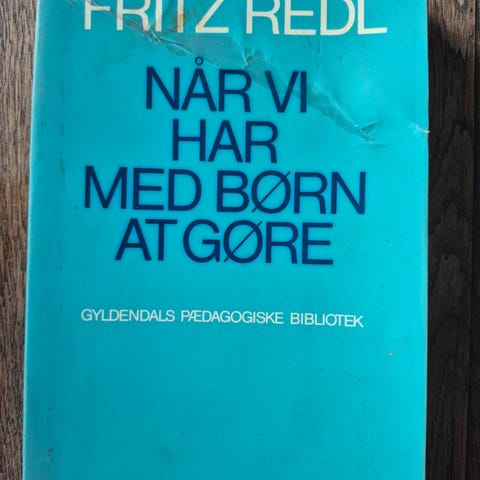 FRITZ REDL
NÅR VI
HAR
MED BØRN
AT GØRE
GYLDENDALS PÆDAGOGISKE BIBLIOTEK